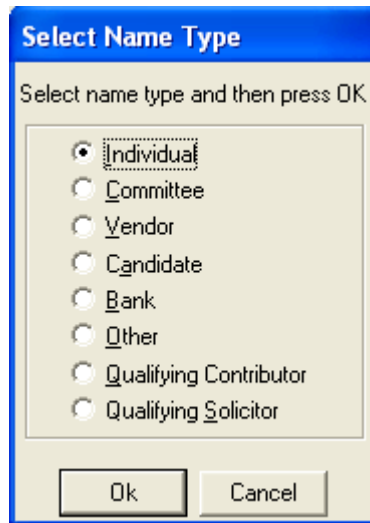 Select Name Type
Select name type and then press OK
Individual
Committee
Vendor
Candidate
Bank
Other
Qualifying Contributor
Qualifying Solicitor
Ok Cancel